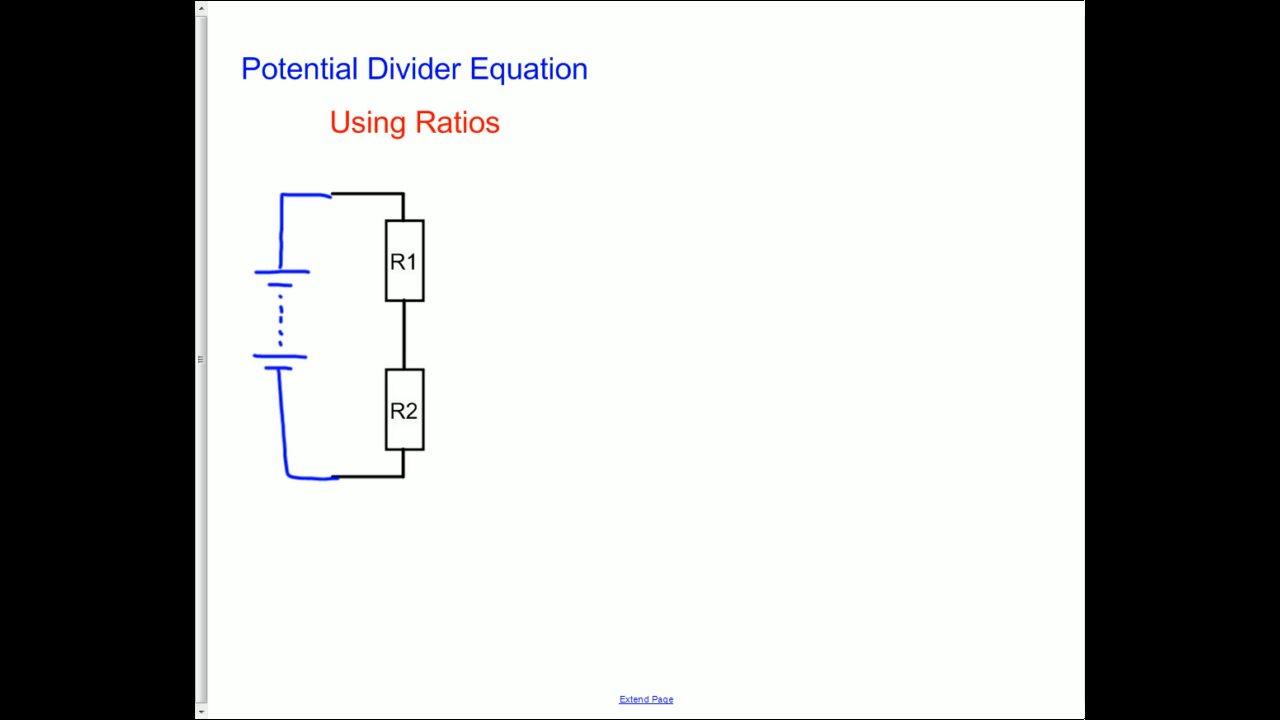 Potential Divider Equation
Using Ratios
R1
R2
Extend Page